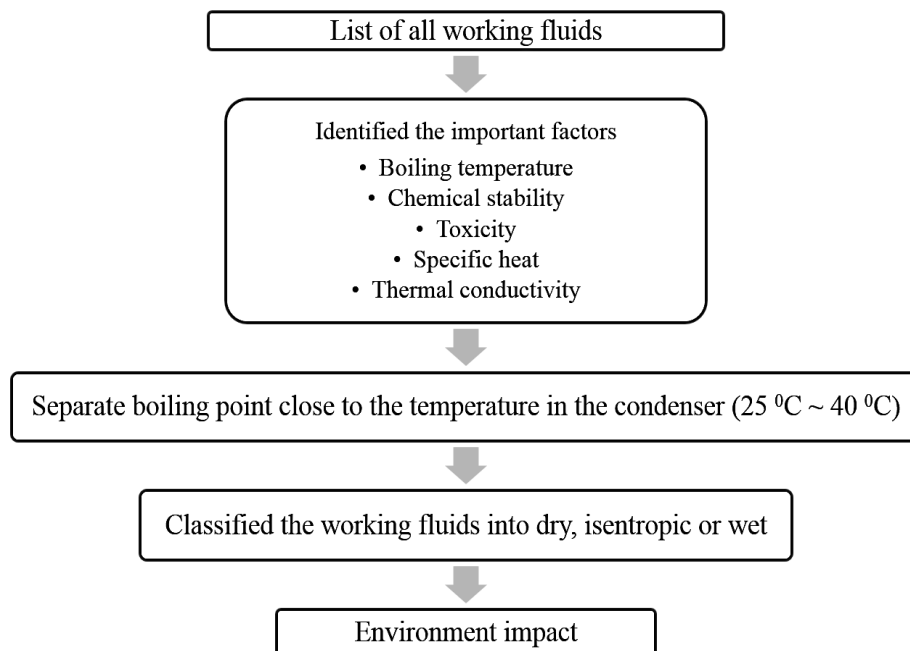 List of all working fluids
Identified the important factors
• Boiling temperature
• Chemical stability
• Toxicity
• Specific heat
• Thermal conductivity
Separate boiling point close to the temperature in the condenser (25 ⁰C ~ 40 ⁰C)
Classified the working fluids into dry, isentropic or wet
Environment impact